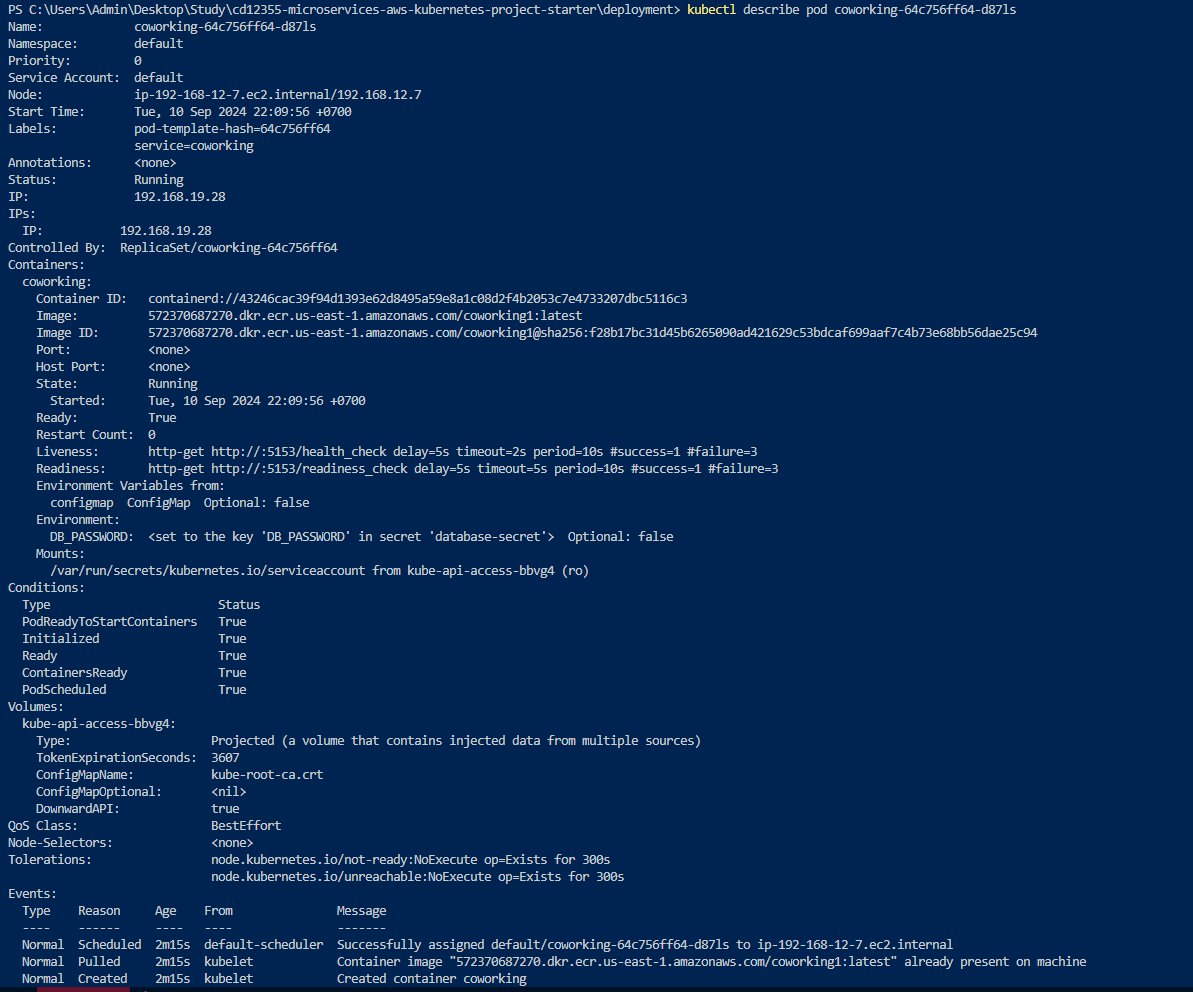 PS C:\Users\Admin\Desktop\Study\cd12355-microservices-aws-kubernetes-project-starter\deployment> kubectl describe pod coworking-64c756ff64-d87ls
Name:             coworking-64c756ff64-d87ls
Namespace:        default
Priority:         0
Service Account:  default
Node:             ip-192-168-12-7.ec2.internal/192.168.12.7
Start Time:       Tue, 10 Sep 2024 22:09:56 +0700
Labels:           pod-template-hash=64c756ff64
                  service=coworking
Annotations:      <none>
Status:           Running
IP:               192.168.19.28
IPs:
  IP:           192.168.19.28
Controlled By:  ReplicaSet/coworking-64c756ff64
Containers:
  coworking:
    Container ID:   containerd://43246cac39f94d1393e62d8495a59e8a1c08d2f4b2053c7e4733207dbc5116c3
    Image:          572370687270.dkr.ecr.us-east-1.amazonaws.com/coworking1:latest
    Image ID:       572370687270.dkr.ecr.us-east-1.amazonaws.com/coworking1@sha256:f28b17bc31d45b6265090ad421629c53bdcaf699aaf7c4b73e68bb56dae25c94
    Port:           <none>
    Host Port:      <none>
    State:          Running
      Started:      Tue, 10 Sep 2024 22:09:56 +0700
    Ready:          True
    Restart Count:  0
    Liveness:       http-get http://:5153/health_check delay=5s timeout=2s period=10s #success=1 #failure=3
    Readiness:      http-get http://:5153/readiness_check delay=5s timeout=5s period=10s #success=1 #failure=3
    Environment Variables from:
      configmap  ConfigMap  Optional: false
    Environment:
      DB_PASSWORD:  <set to the key 'DB_PASSWORD' in secret 'database-secret'>  Optional: false
    Mounts:
      /var/run/secrets/kubernetes.io/serviceaccount from kube-api-access-bbvg4 (ro)
Conditions:
  Type                        Status
  PodReadyToStartContainers   True
  Initialized                 True
  Ready                       True
  ContainersReady             True
  PodScheduled                True
Volumes:
  kube-api-access-bbvg4:
    Type:                    Projected (a volume that contains injected data from multiple sources)
    TokenExpirationSeconds:  3607
    ConfigMapName:           kube-root-ca.crt
    ConfigMapOptional:       <nil>
    DownwardAPI:             true
QoS Class:                   BestEffort
Node-Selectors:              <none>
Tolerations:                 node.kubernetes.io/not-ready:NoExecute op=Exists for 300s
                             node.kubernetes.io/unreachable:NoExecute op=Exists for 300s
Events:
  Type    Reason     Age    From               Message
  ----    ------     ----   ----               -------
  Normal  Scheduled  2m15s  default-scheduler  Successfully assigned default/coworking-64c756ff64-d87ls to ip-192-168-12-7.ec2.internal
  Normal  Pulled     2m15s  kubelet            Container image "572370687270.dkr.ecr.us-east-1.amazonaws.com/coworking1:latest" already present on machine
  Normal  Created    2m15s  kubelet            Created container coworking